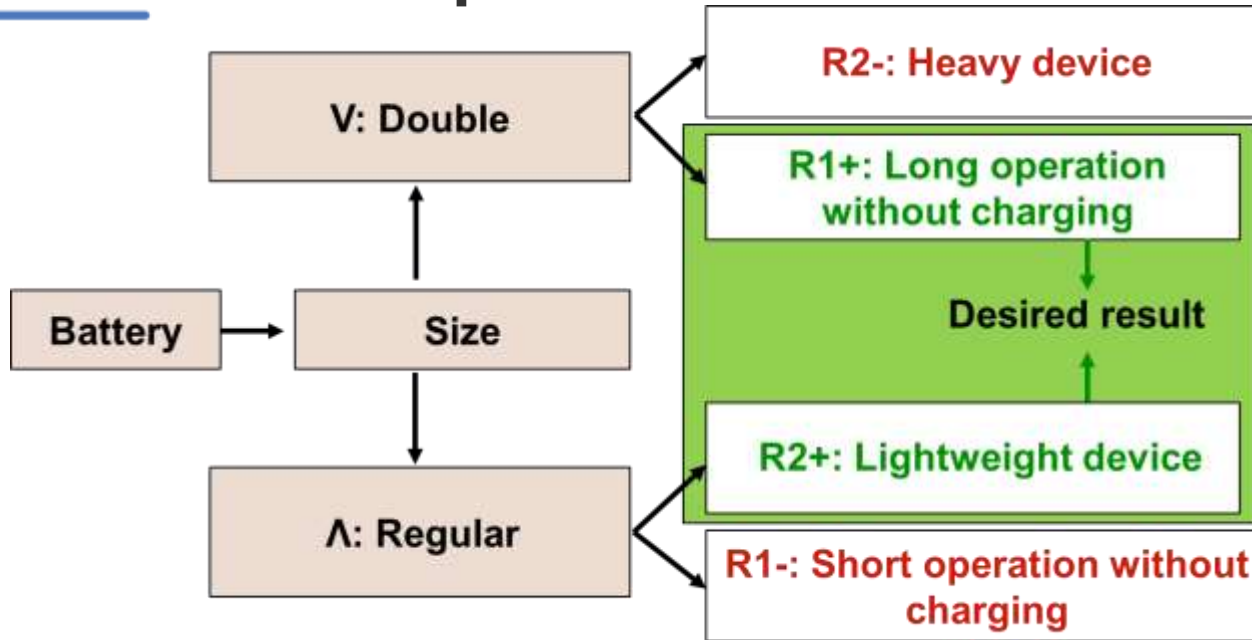 R2-: Heavy device
V: Double
R1+: Long operation
without charging
Battery
Size
Desired result
R2+: Lightweight device
Λ: Regular
R1-: Short operation without
charging